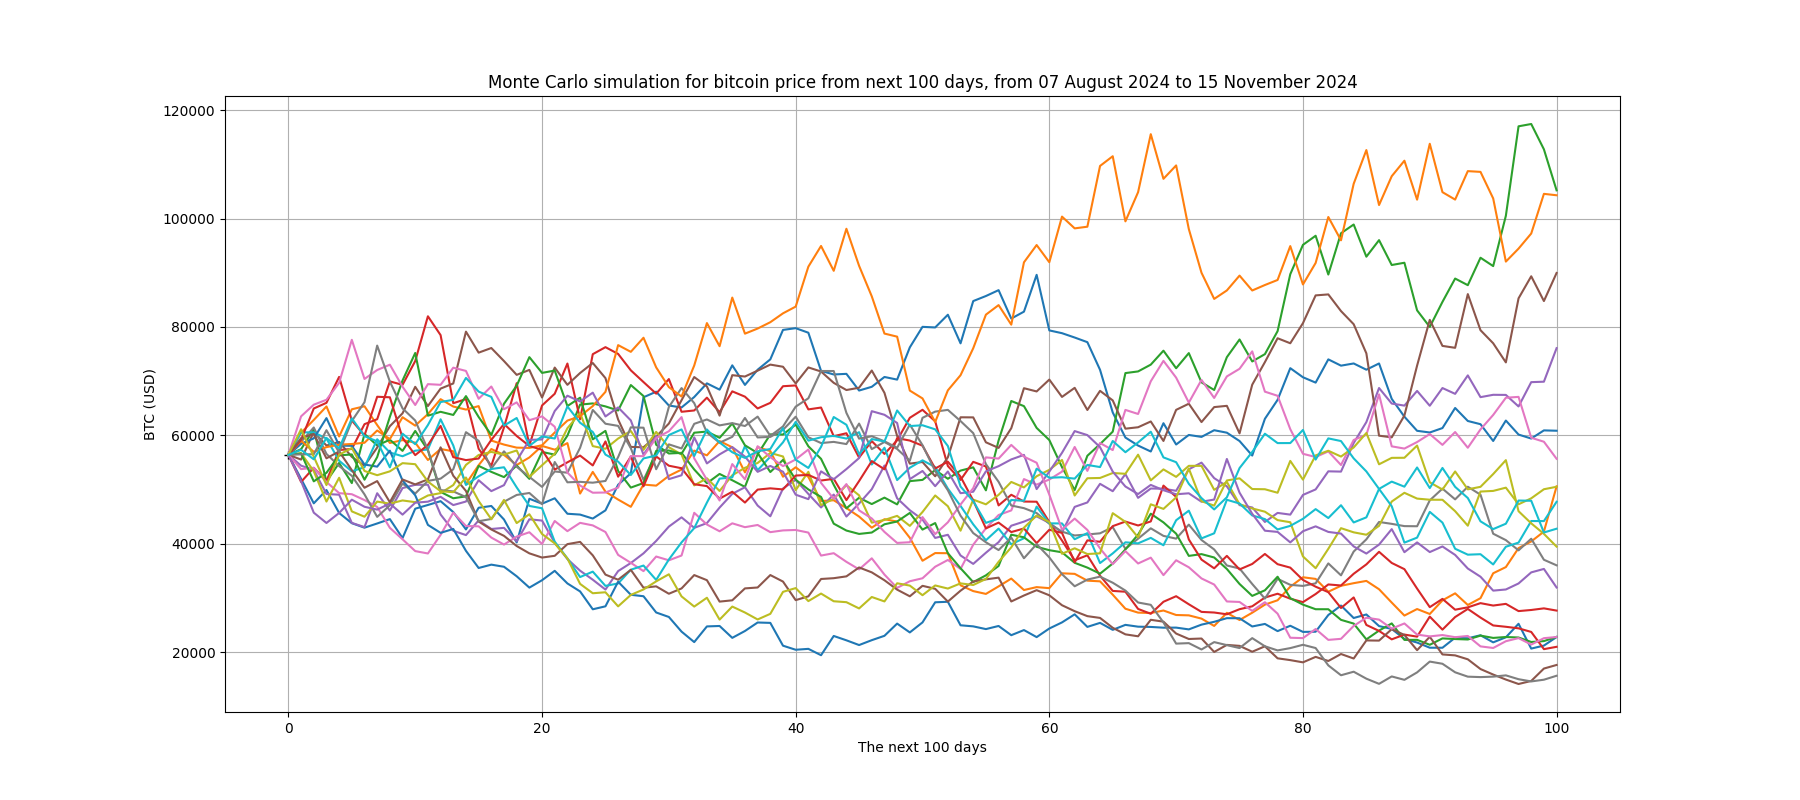 Monte Carlo simulation for bitcoin price from next 100 days, from 07 August 2024 to 15 November 2024
120000
100000
80000
60000
40000
20000
BTC (USD)
0 20 40 60 80 100
The next 100 days